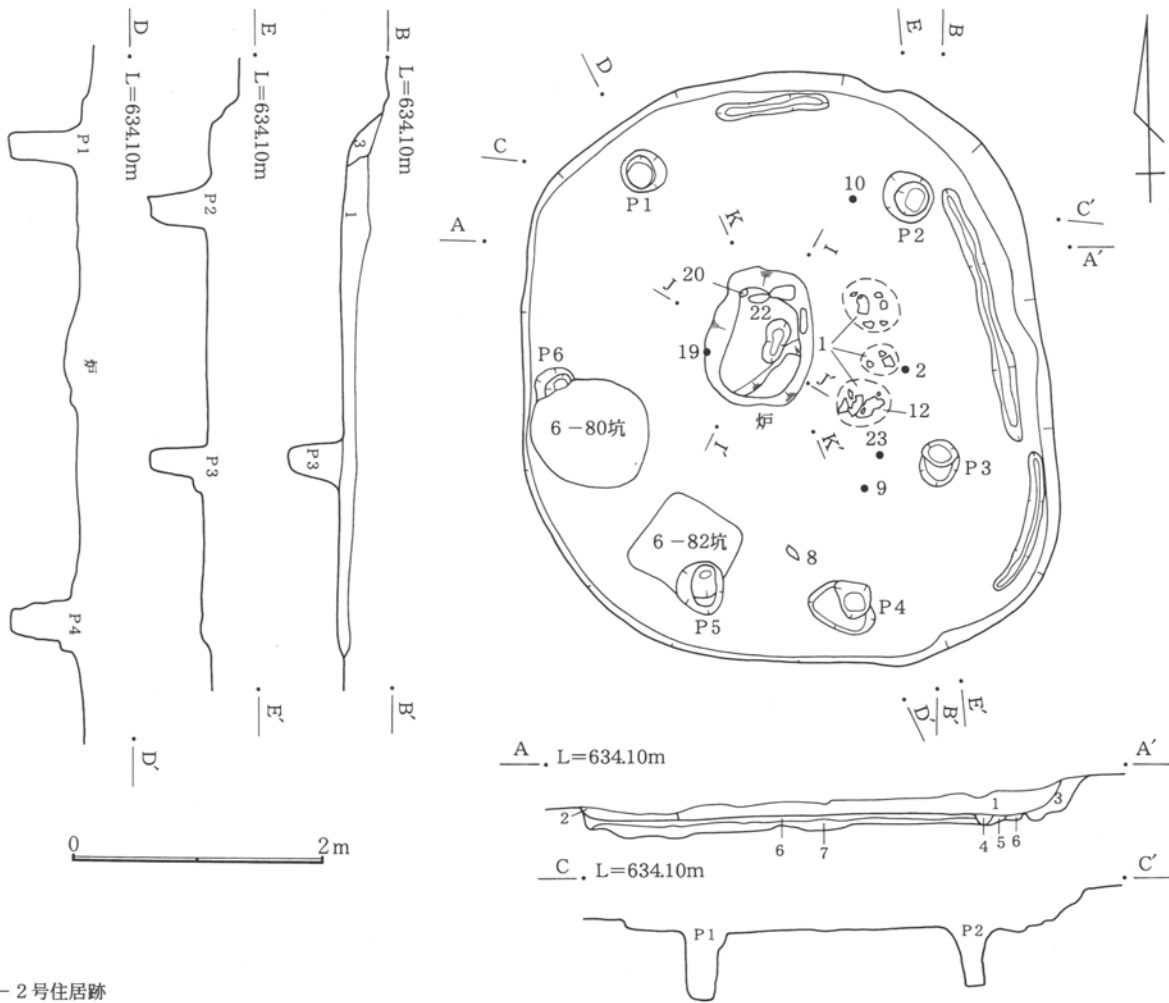 D
L=634.10m
P1
炉
P4
D′
E
L=634.10m
P2
P3
E′
B
L=634.10m
3
1
P3
B′
0 2m
E B
D
C
A
P1
10
P2
C′
A′
K I
20
J
22
19
1
2
J′
炉
12
K′
I′
23
P3
9
P6
6-80坑
6-82坑
8
P5
P4
D′ B′ E′
A L=634.10m A′
2 1 3
6 7 4 5 6
C L=634.10m C′
P1 P2
-2号住居跡